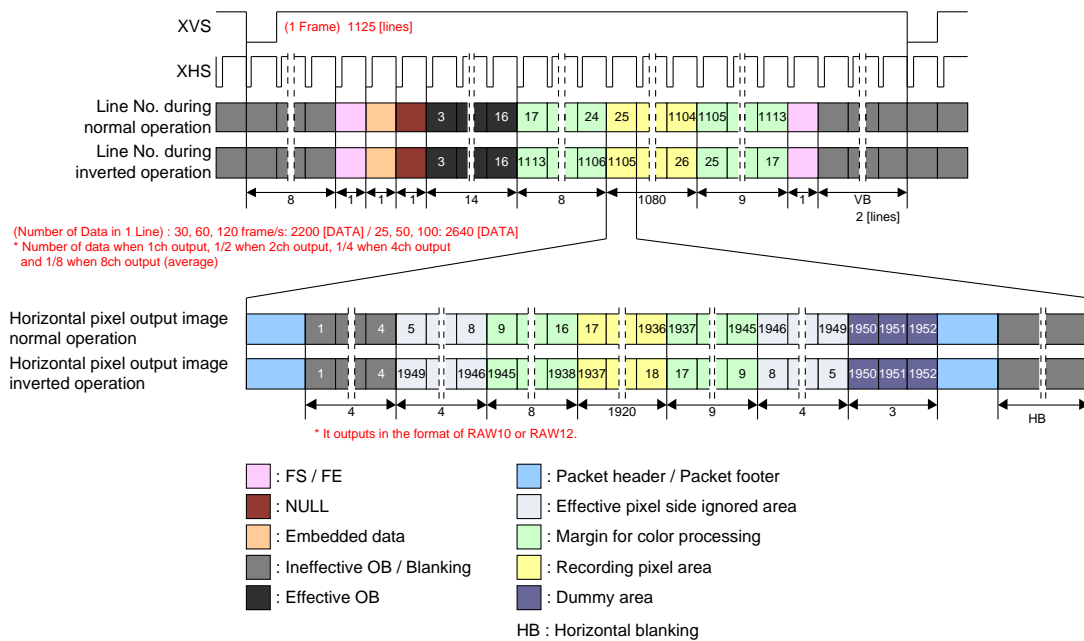 XVS
(1 Frame) 1125 [lines]
XHS
Line No. during
normal operation
3 16 17 24 25 1104 1105 1113
Line No. during
inverted operation
3 16 1113 1106 1105 26 25 17
8 1 1 1 14 8 1080 9 1 VB
2 [lines]
(Number of Data in 1 Line) : 30, 60, 120 frame/s: 2200 [DATA] / 25, 50, 100: 2640 [DATA]
* Number of data when 1ch output, 1/2 when 2ch output, 1/4 when 4ch output
and 1/8 when 8ch output (average)
Horizontal pixel output image
normal operation
1 4 5 8 9 16 17 1936 1937 1945 1946 1949 1950 1951 1952
Horizontal pixel output image
inverted operation
1 4 1949 1946 1945 1938 1937 18 17 9 8 5 1950 1951 1952
4 4 8 1920 9 4 3 HB
* It outputs in the format of RAW10 or RAW12.
: FS / FE
: NULL
: Embedded data
: Ineffective OB / Blanking
: Effective OB
: Packet header / Packet footer
: Effective pixel side ignored area
: Margin for color processing
: Recording pixel area
: Dummy area
HB : Horizontal blanking